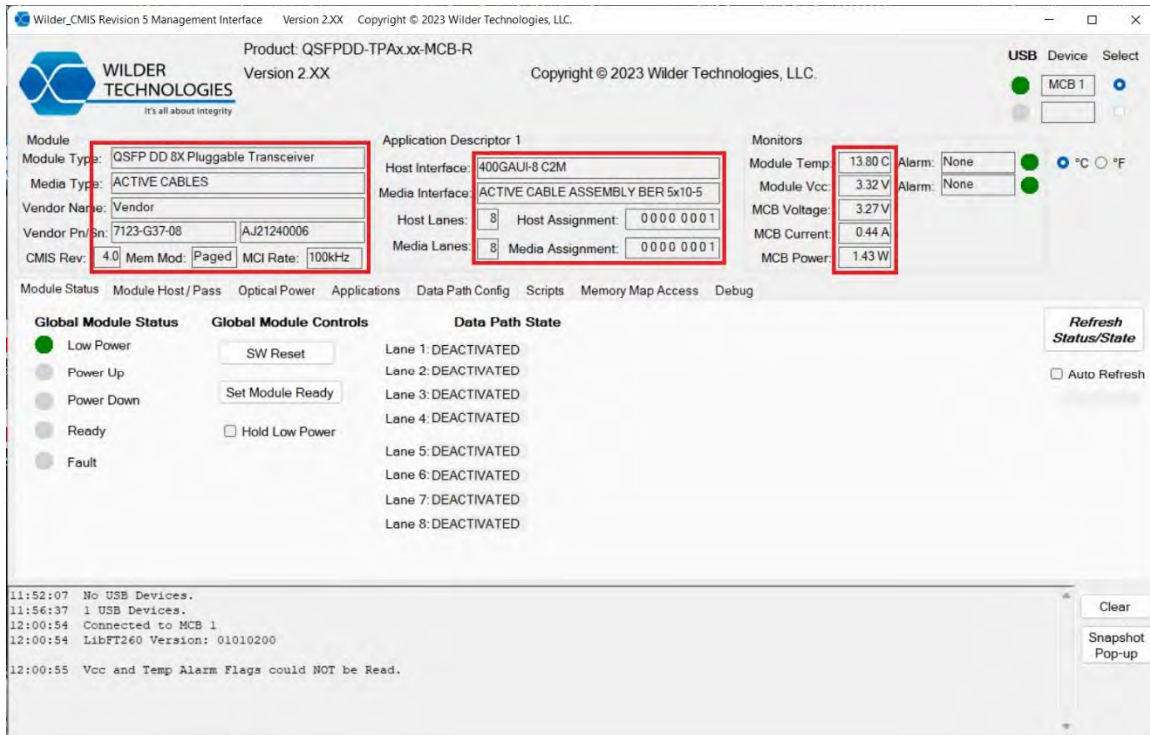 Wilder_CMIS Revision 5 Management Interface Version 2.XX Copyright © 2023 Wilder Technologies, LLC.
Product: QSFPDD-TPAx.xx-MCB-R
Version 2.XX
Copyright © 2023 Wilder Technologies, LLC.
WILDER
TECHNOLOGIES
It's all about integrity
USB Device Select
MCB 1
Module
Module Type: QSFP DD 8X Pluggable Transceiver
Media Type: ACTIVE CABLES
Vendor Name: Vendor
Vendor Pn/Sn: 7123-G37-08 AJ21240006
CMIS Rev: 4.0 Mem Mod: Paged MCI Rate: 100kHz
Application Descriptor 1
Host Interface: 400GAUI-8 C2M
Media Interface: ACTIVE CABLE ASSEMBLY BER 5x10-5
Host Lanes: 8 Host Assignment: 0000 0001
Media Lanes: 8 Media Assignment: 0000 0001
Monitors
Module Temp: 13.80 C Alarm: None °C °F
Module Vcc: 3.32 V Alarm: None
MCB Voltage: 3.27 V
MCB Current: 0.44 A
MCB Power: 1.43 W
Module Status Module Host / Pass Optical Power Applications Data Path Config Scripts Memory Map Access Debug
Global Module Status
Low Power
Power Up
Power Down
Ready
Fault
Global Module Controls
SW Reset
Set Module Ready
Hold Low Power
Data Path State
Lane 1: DEACTIVATED
Lane 2: DEACTIVATED
Lane 3: DEACTIVATED
Lane 4: DEACTIVATED
Lane 5: DEACTIVATED
Lane 6: DEACTIVATED
Lane 7: DEACTIVATED
Lane 8: DEACTIVATED
Refresh
Status/State
Auto Refresh
11:52:07 No USB Devices.
11:56:37 1 USB Devices.
12:00:54 Connected to MCB 1
12:00:54 LibFT260 Version: 01010200
12:00:55 Vcc and Temp Alarm Flags could NOT be Read.
Clear
Snapshot
Pop-up